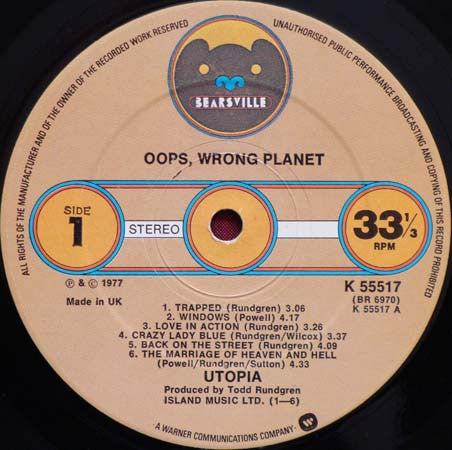 ALL RIGHTS OF THE MANUFACTURER AND OF THE OWNER OF THE RECORDED WORK RESERVED
UNAUTHORISED PUBLIC PERFORMANCE BROADCASTING AND COPYING OF THIS RECORD PROHIBITED
BEARSVILLE
OOPS, WRONG PLANET
SIDE
1
STEREO
33 1/3
RPM
℗ & © 1977
Made in UK
K 55517
(BR 6970)
K 55517 A
1. TRAPPED (Rundgren) 3.06
2. WINDOWS (Powell) 4.17
3. LOVE IN ACTION (Rundgren) 3.26
4. CRAZY LADY BLUE (Rundgren/Wilcox) 3.37
5. BACK ON THE STREET (Rundgren) 4.09
6. THE MARRIAGE OF HEAVEN AND HELL
(Powell/Rundgren/Sutton) 4.33
UTOPIA
Produced by Todd Rundgren
ISLAND MUSIC LTD. (1–6)
·A WARNER COMMUNICATIONS COMPANY·